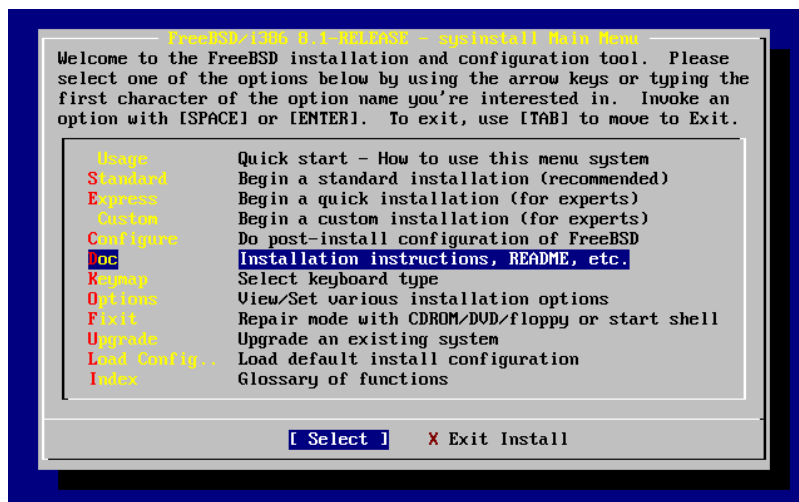 FreeBSD/i386 8.1-RELEASE - sysinstall Main Menu
Welcome to the FreeBSD installation and configuration tool.  Please
select one of the options below by using the arrow keys or typing the
first character of the option name you're interested in.  Invoke an
option with [SPACE] or [ENTER].  To exit, use [TAB] to move to Exit.
Usage Quick start - How to use this menu system
Standard Begin a standard installation (recommended)
Express Begin a quick installation (for experts)
Custom Begin a custom installation (for experts)
Configure Do post-install configuration of FreeBSD
Doc Installation instructions, README, etc.
Keymap Select keyboard type
Options View/Set various installation options
Fixit Repair mode with CDROM/DVD/floppy or start shell
Upgrade Upgrade an existing system
Load Config.. Load default install configuration
Index Glossary of functions
[ Select ] X Exit Install